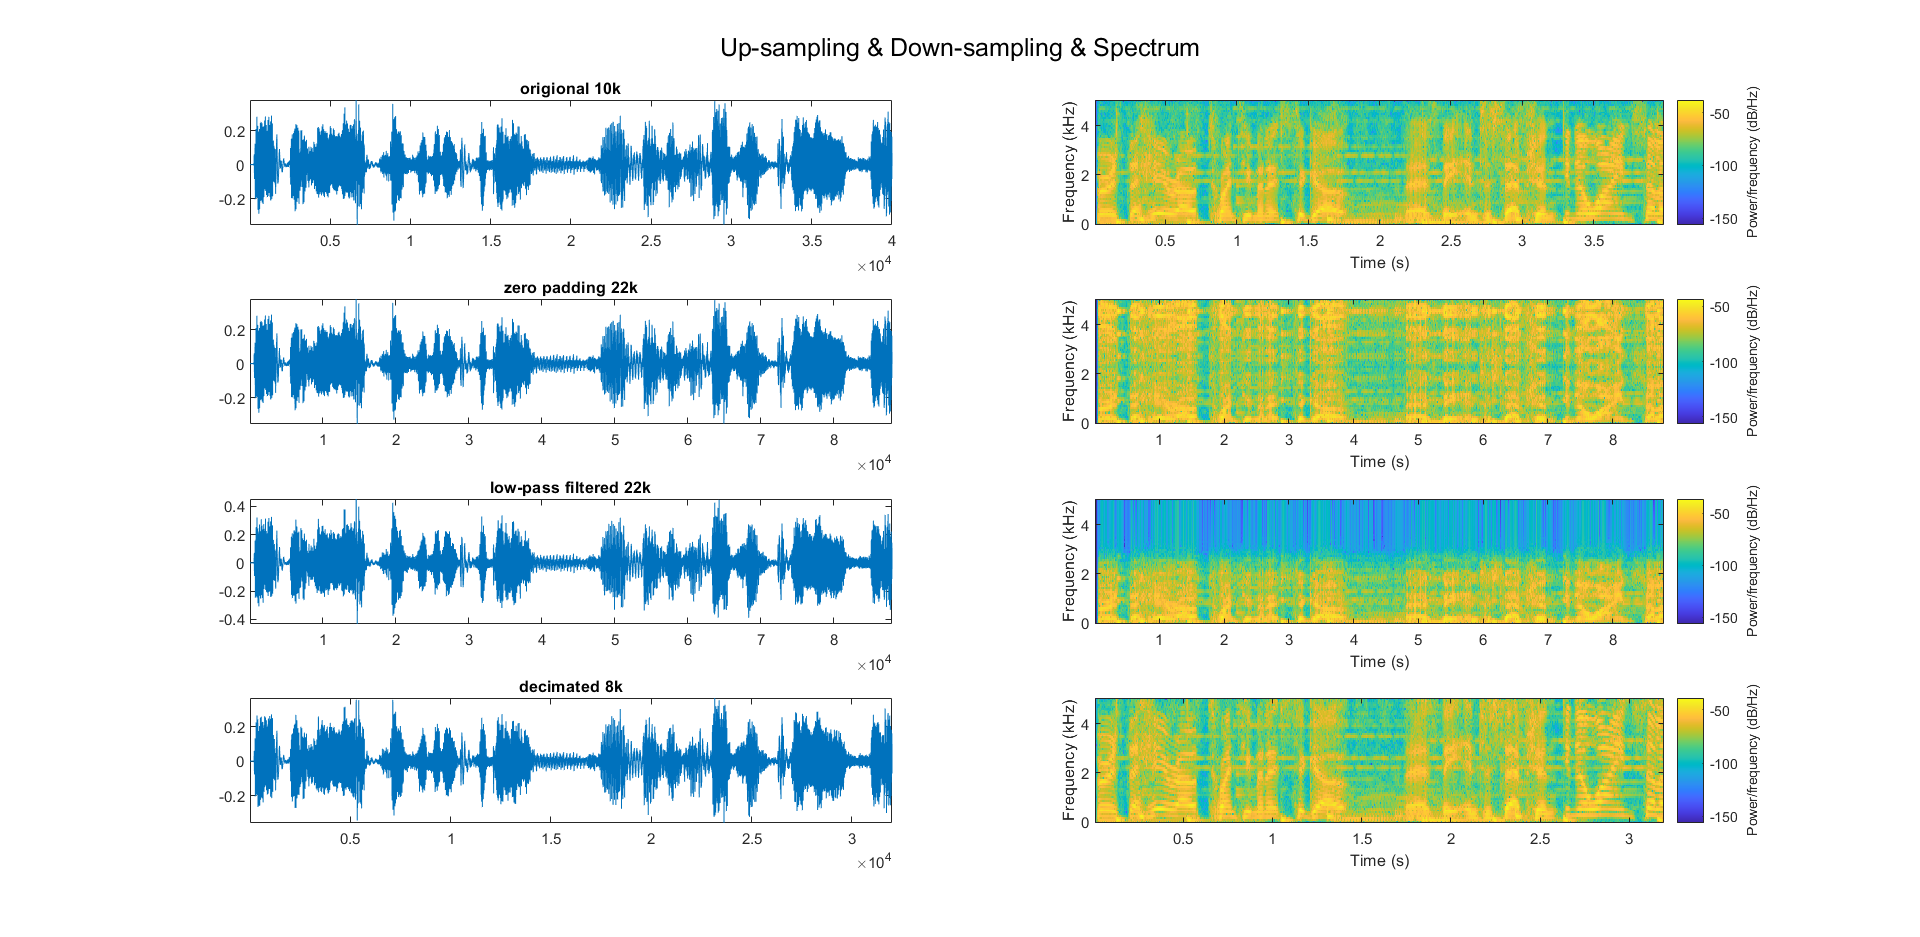 Up-sampling & Down-sampling & Spectrum
origional 10k
0.2
0
-0.2
0.5 1 1.5 2 2.5 3 3.5 4
×10^4
4
2
0
Frequency (kHz)
0.5 1 1.5 2 2.5 3 3.5
Time (s)
-50
-100
-150
Power/frequency (dB/Hz)
zero padding 22k
0.2
0
-0.2
1 2 3 4 5 6 7 8
×10^4
4
2
0
Frequency (kHz)
1 2 3 4 5 6 7 8
Time (s)
-50
-100
-150
Power/frequency (dB/Hz)
low-pass filtered 22k
0.4
0.2
0
-0.2
-0.4
1 2 3 4 5 6 7 8
×10^4
4
2
0
Frequency (kHz)
1 2 3 4 5 6 7 8
Time (s)
-50
-100
-150
Power/frequency (dB/Hz)
decimated 8k
0.2
0
-0.2
0.5 1 1.5 2 2.5 3
×10^4
4
2
0
Frequency (kHz)
0.5 1 1.5 2 2.5 3
Time (s)
-50
-100
-150
Power/frequency (dB/Hz)